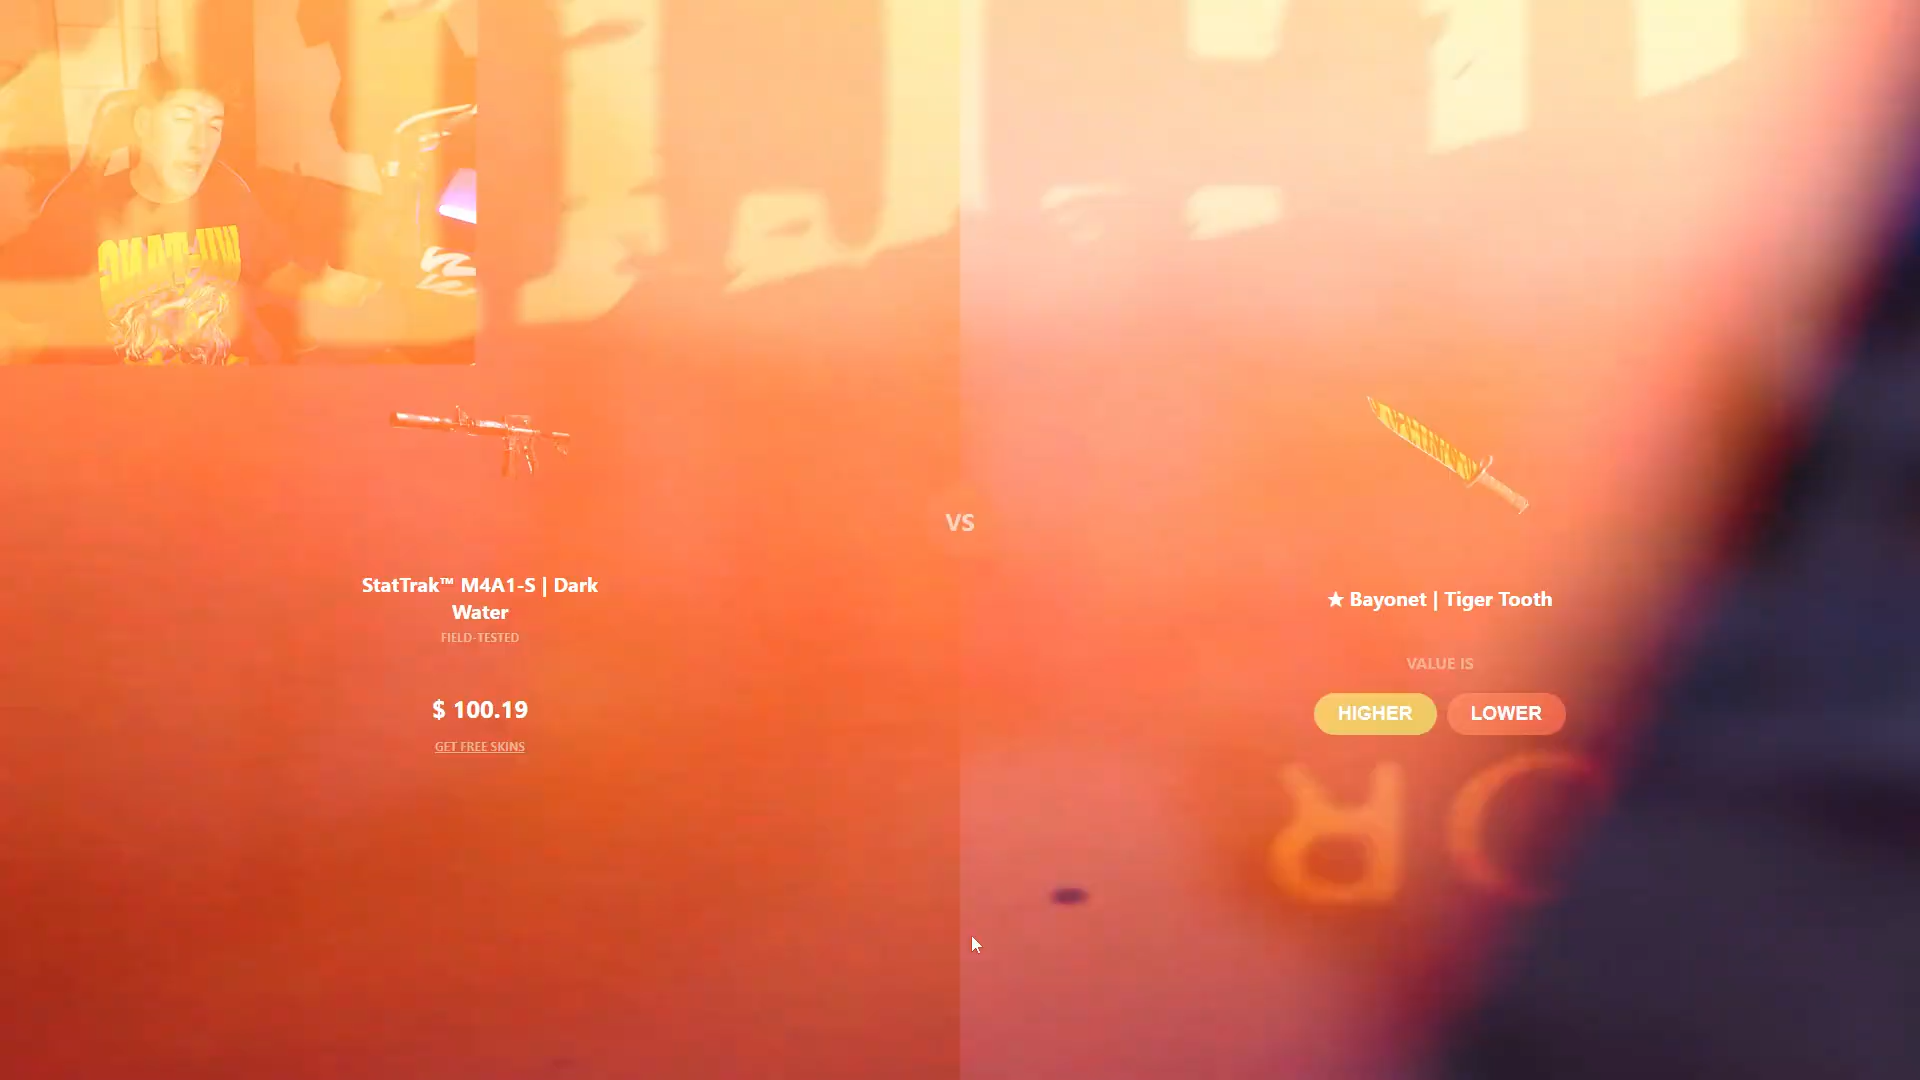 VS
StatTrak™ M4A1-S | Dark
Water
FIELD-TESTED
$ 100.19
GET FREE SKINS
★ Bayonet | Tiger Tooth
VALUE IS
HIGHER LOWER